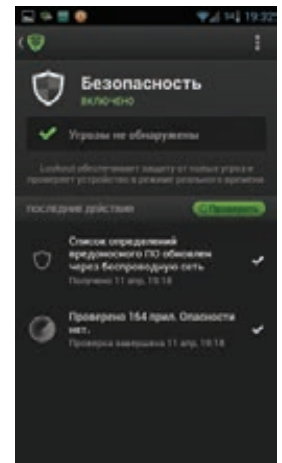 19:32
Безопасность
ВКЛЮЧЕНО
Угрозы не обнаружены
Lookout обеспечивает защиту от новых угроз и
проверяет устройство в режиме реального времени
ПОСЛЕДНИЕ ДЕЙСТВИЯ
Проверить
Список определений
вредоносного ПО обновлен
через беспроводную сеть
Получено 11 апр, 19:18
Проверено 164 прил. Опасности
нет.
Проверка завершена 11 апр, 19:18